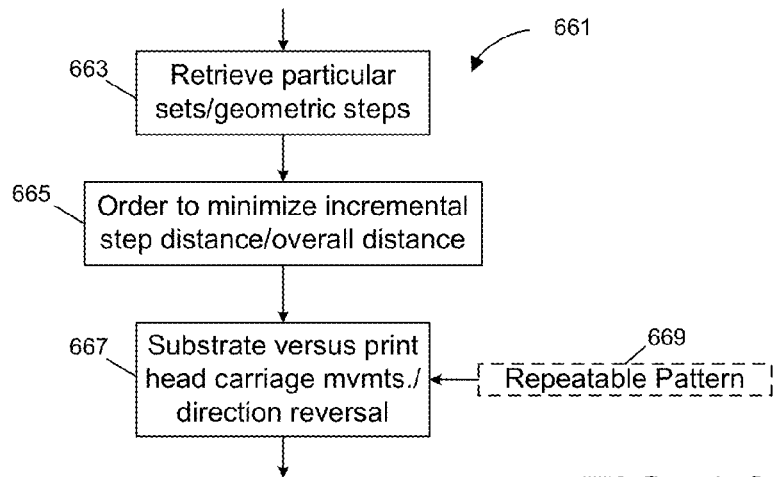 661
663
Retrieve particular
sets/geometric steps
665
Order to minimize incremental
step distance/overall distance
667
Substrate versus print
head carriage mvmts./
direction reversal
669
Repeatable Pattern